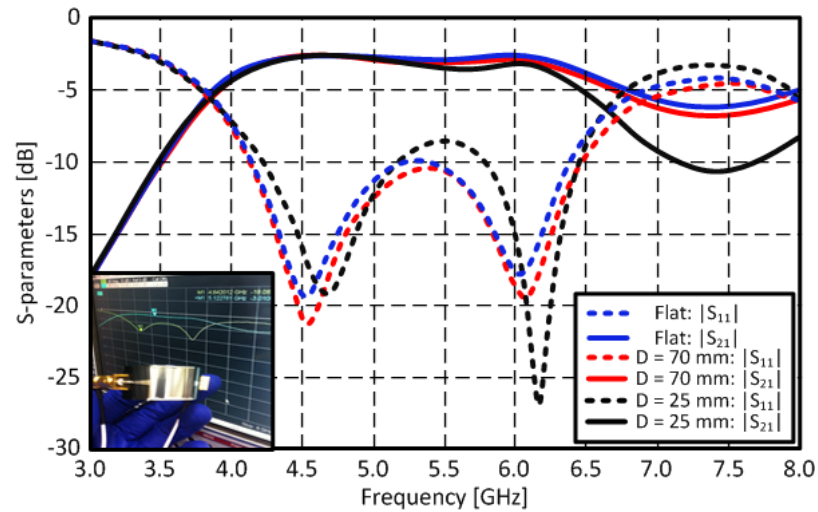 0
-5
-10
-15
-20
-25
-30
S-parameters [dB]
3.0 3.5 4.0 4.5 5.0 5.5 6.0 6.5 7.0 7.5 8.0
Frequency [GHz]
Flat: |S₁₁|
Flat: |S₂₁|
D = 70 mm: |S₁₁|
D = 70 mm: |S₂₁|
D = 25 mm: |S₁₁|
D = 25 mm: |S₂₁|